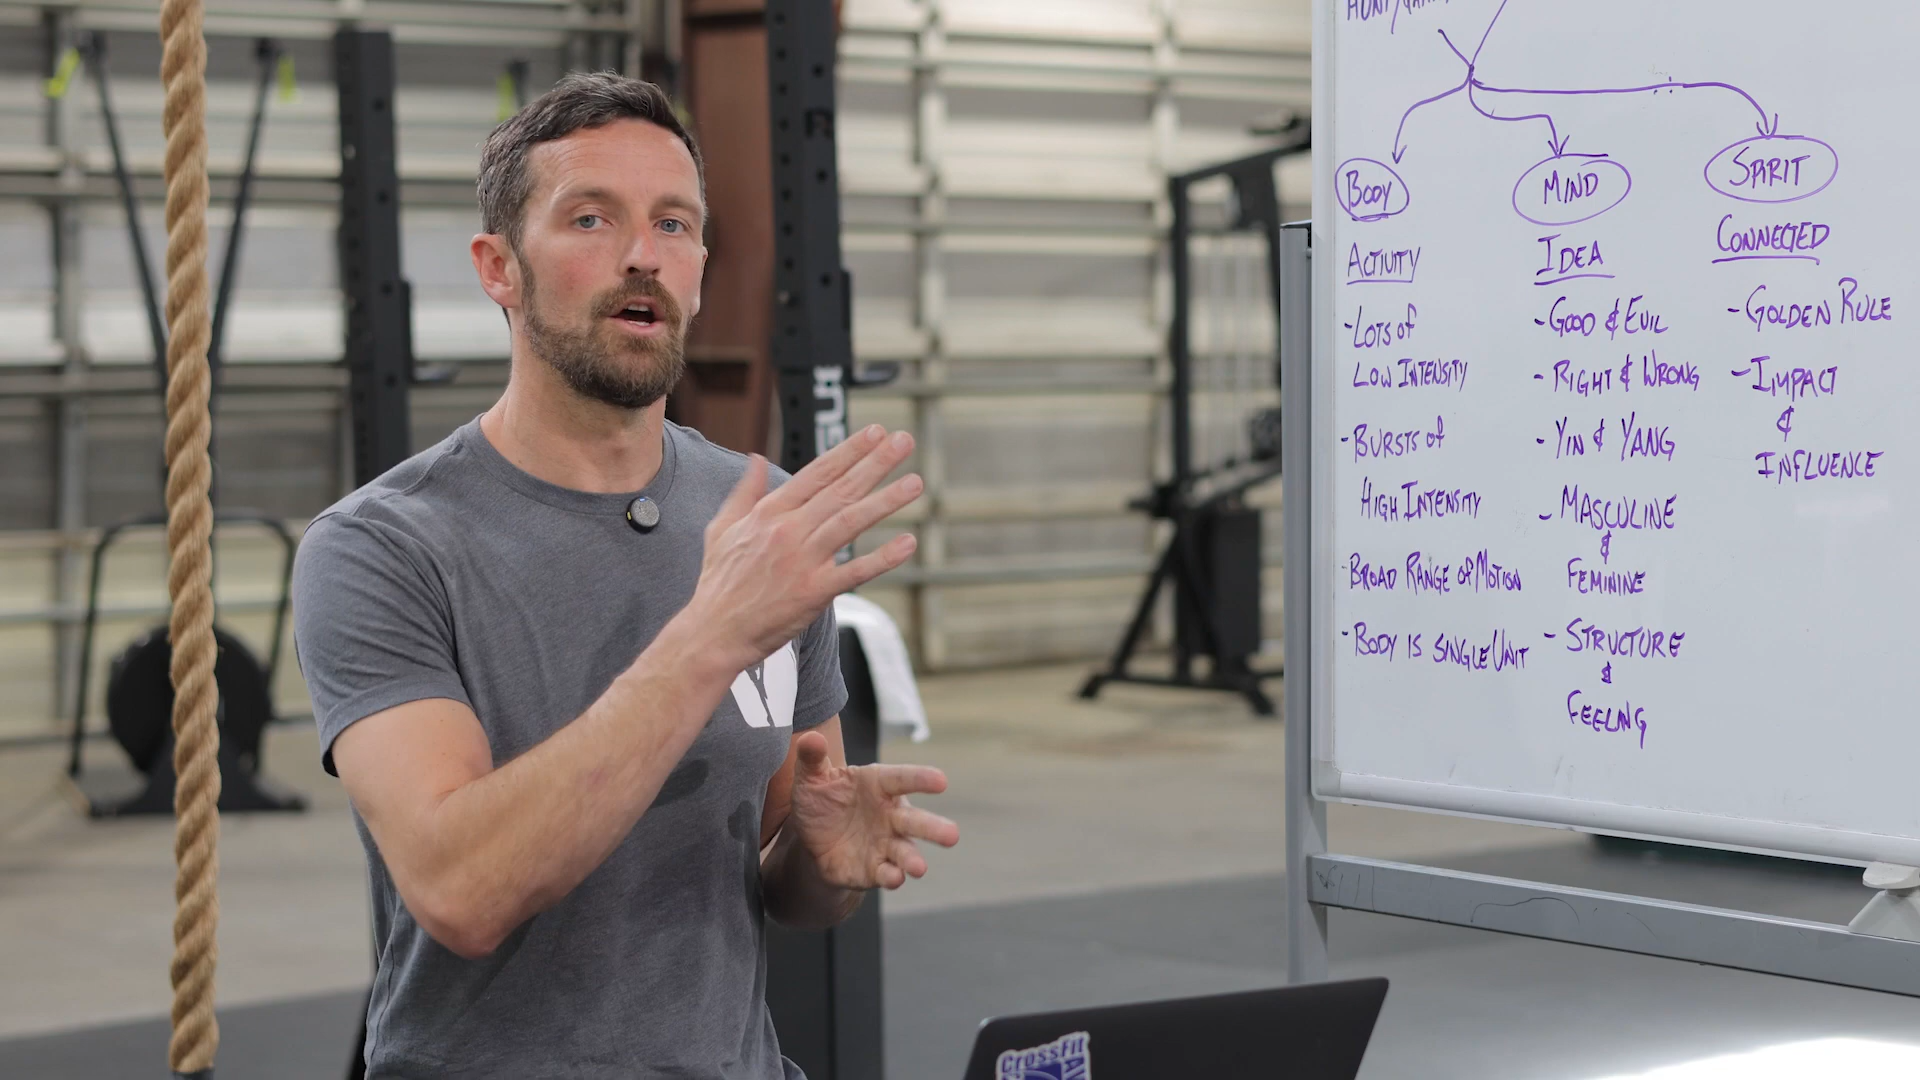 BODY
ACTIVITY
-LOTS OF
LOW INTENSITY
-BURSTS OF
HIGH INTENSITY
-BROAD RANGE OF MOTION
-BODY IS SINGLE UNIT
MIND
IDEA
-GOOD & EVIL
-RIGHT & WRONG
-YIN & YANG
-MASCULINE
&
FEMININE
-STRUCTURE
&
FEELING
SPIRIT
CONNECTED
-GOLDEN RULE
-IMPACT
&
INFLUENCE
CrossFit